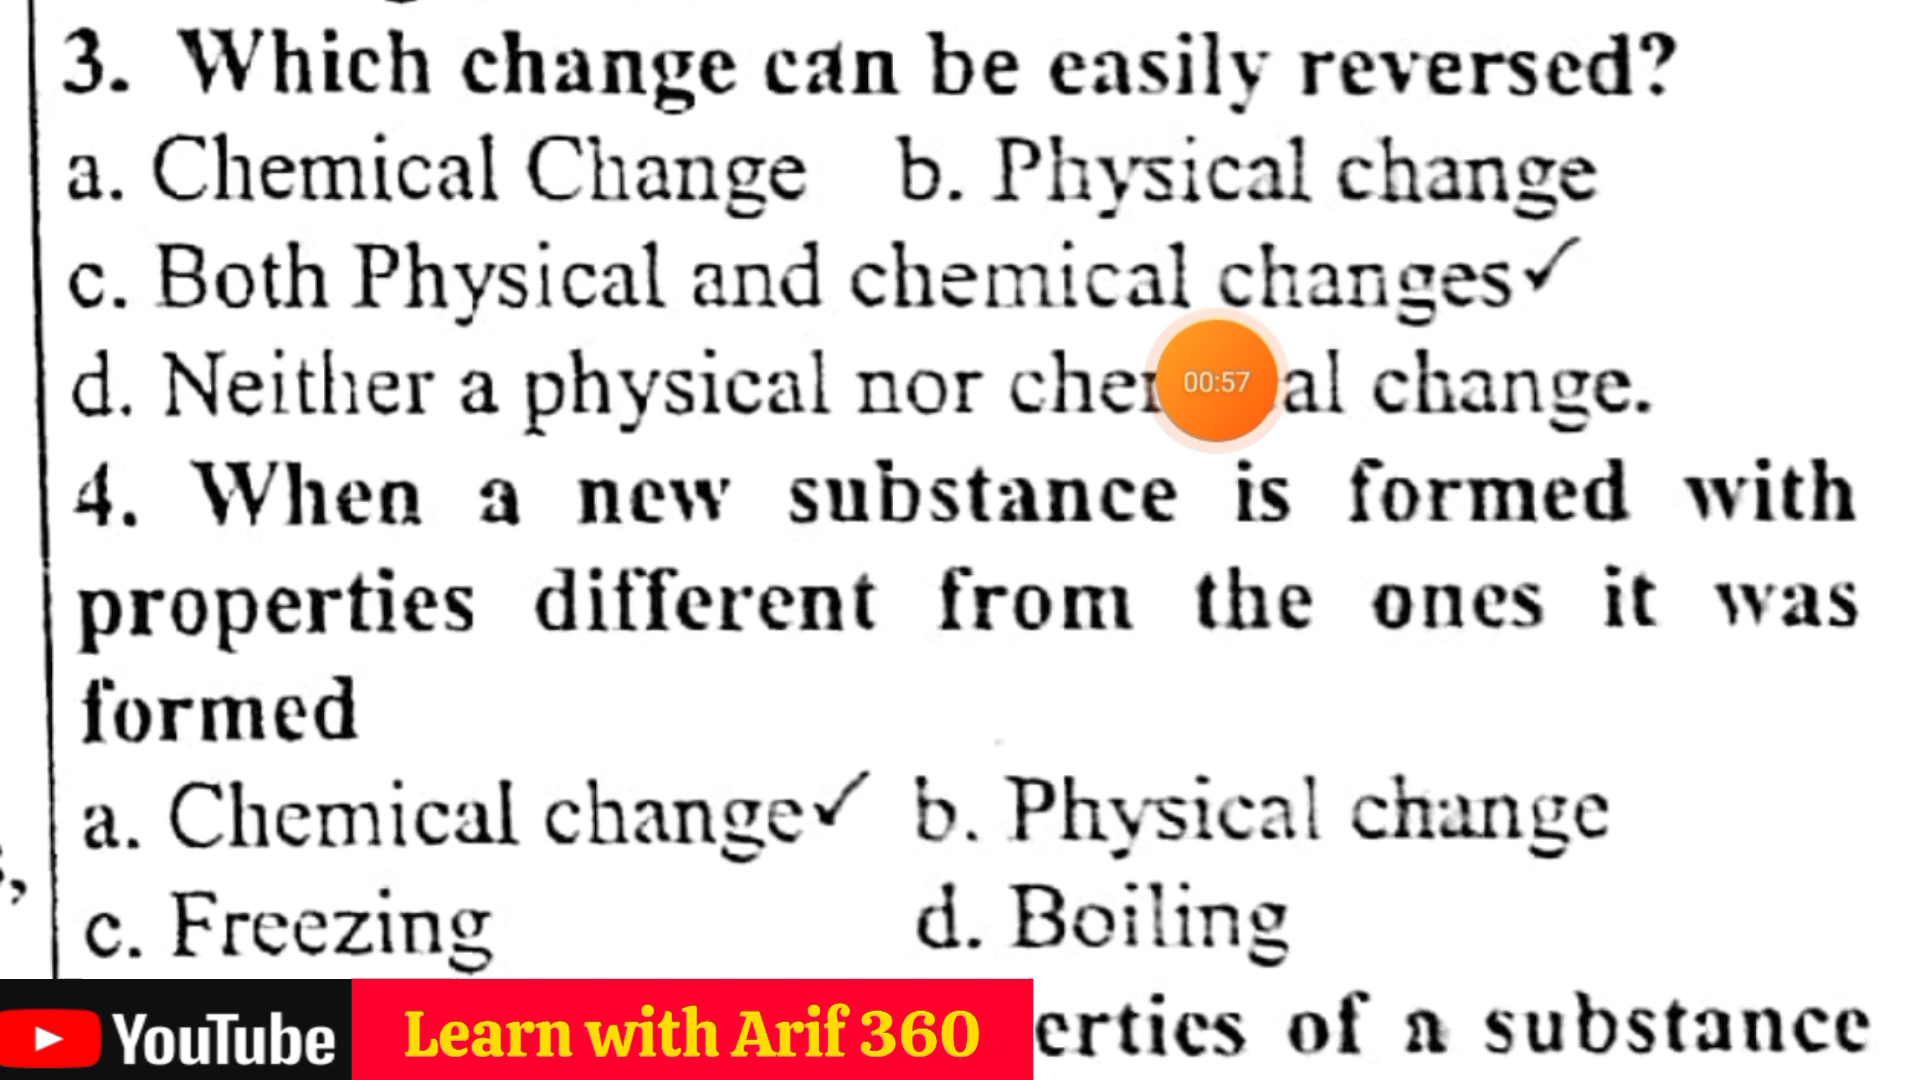 3. Which change can be easily reversed?
a. Chemical Change b. Physical change
c. Both Physical and chemical changes✓
d. Neither a physical nor al change.
00:57
4. When a new substance is formed with
properties different from the ones it was
formed
a. Chemical change✓ b. Physical change
c. Freezing d. Boiling
of a substance
YouTube
Learn with Arif 360